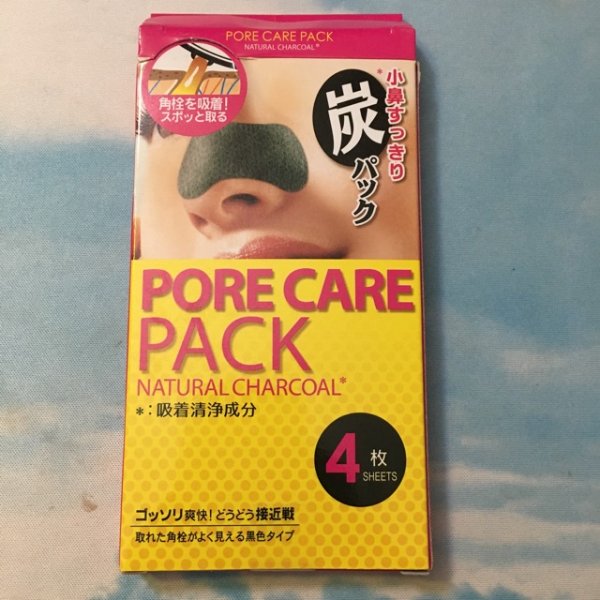 PORE CARE PACK
NATURAL CHARCOAL*
角栓を吸着!
スポッと取る
*小鼻すっきり
炭パック
PORE CARE
PACK
NATURAL CHARCOAL*
*:吸着清浄成分
4枚
SHEETS
ゴッソリ爽快!どうどう接近戦
取れた角栓がよく見える黒色タイプ